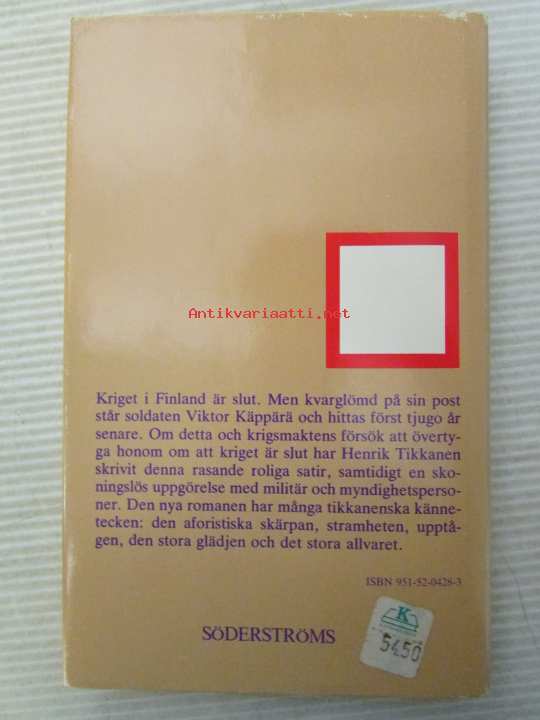 Antikvariaatti.net
Kriget i Finland är slut. Men kvarglömd på sin post
står soldaten Viktor Käppärä och hittas först tjugo år
senare. Om detta och krigsmaktens försök att överty-
ga honom om att kriget är slut har Henrik Tikkanen
skrivit denna rasande roliga satir, samtidigt en sko-
ningslös uppgörelse med militär och myndighetsperso-
ner. Den nya romanen har många tikkanenska känne-
tecken: den aforistiska skärpan, stramheten, upptå-
gen, den stora glädjen och det stora allvaret.
ISBN 951-52-0428-3
SÖDERSTRÖMS
K
5450